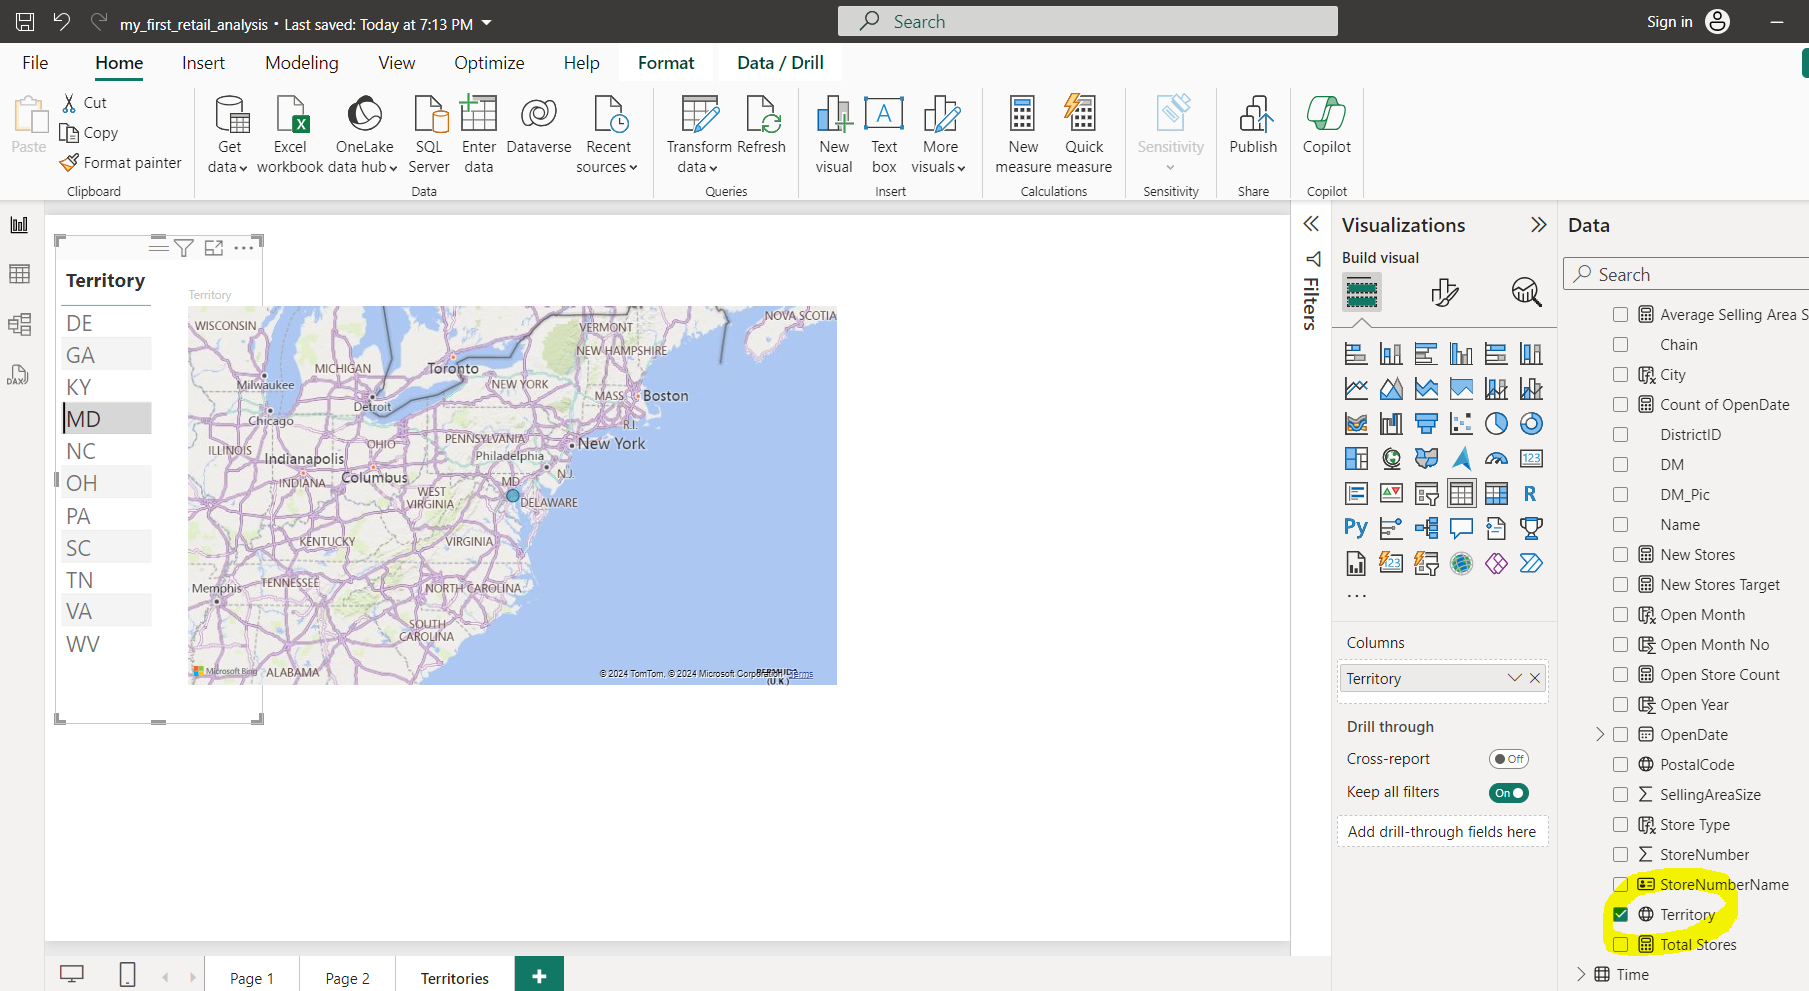 my_first_retail_analysis • Last saved: Today at 7:13 PM
Search
Sign in
File
Home
Insert
Modeling
View
Optimize
Help
Format
Data / Drill
Paste
Cut
Copy
Format painter
Clipboard
Get data
Excel workbook
OneLake data hub
SQL Server
Enter data
Dataverse
Recent sources
Data
Transform data
Refresh
Queries
New visual
Text box
More visuals
Insert
New measure
Quick measure
Calculations
Sensitivity
Sensitivity
Publish
Share
Copilot
Copilot
DAX
Territory
DE
GA
KY
MD
NC
OH
PA
SC
TN
VA
WV
Territory
WISCONSIN
VERMONT
NOVA SCOTIA
NEW HAMPSHIRE
MICHIGAN
Toronto
Milwaukee
NEW YORK
MASS
Boston
Detroit
Chicago
R.I.
OHIO
PENNSYLVANIA
New York
ILLINOIS
Indianapolis
Philadelphia
INDIANA
Columbus
N.J.
MD
WEST VIRGINIA
DELAWARE
KENTUCKY
VIRGINIA
TENNESSEE
Memphis
NORTH CAROLINA
SOUTH CAROLINA
Microsoft Bing
ALABAMA
© 2024 TomTom, © 2024 Microsoft Corporation
Terms
BERMUDA (U.K.)
Filters
Visualizations
Build visual
123
R
Py
123
...
Columns
Territory
Drill through
Cross-report
Off
Keep all filters
On
Add drill-through fields here
Data
Search
Average Selling Area S
Chain
City
Count of OpenDate
DistrictID
DM
DM_Pic
Name
New Stores
New Stores Target
Open Month
Open Month No
Open Store Count
Open Year
OpenDate
PostalCode
SellingAreaSize
Store Type
StoreNumber
StoreNumberName
Territory
Total Stores
Time
Page 1
Page 2
Territories